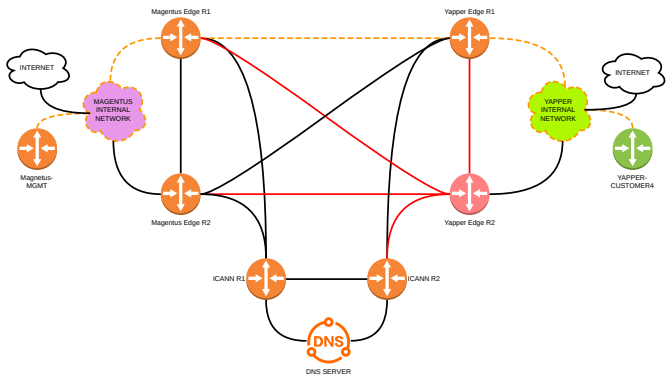 Magentus Edge R1
Yapper Edge R1
INTERNET
INTERNET
MAGENTUS
INTERNAL
NETWORK
YAPPER
INTERNAL
NETWORK
Magnetus-
MGMT
YAPPER-
CUSTOMER4
Magentus Edge R2
Yapper Edge R2
ICANN R1
ICANN R2
DNS
DNS SERVER